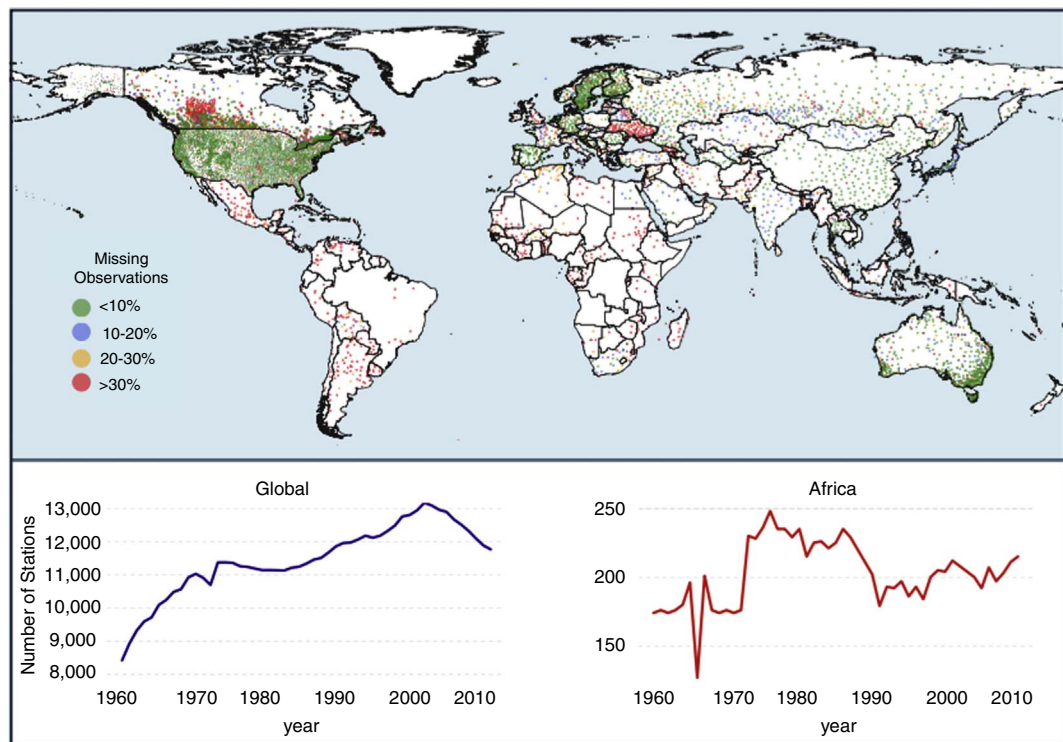 Missing
Observations
<10%
10-20%
20-30%
>30%
Global
Number of Stations
13,000
12,000
11,000
10,000
9,000
8,000
1960 1970 1980 1990 2000 2010
year
Africa
250
200
150
1960 1970 1980 1990 2000 2010
year